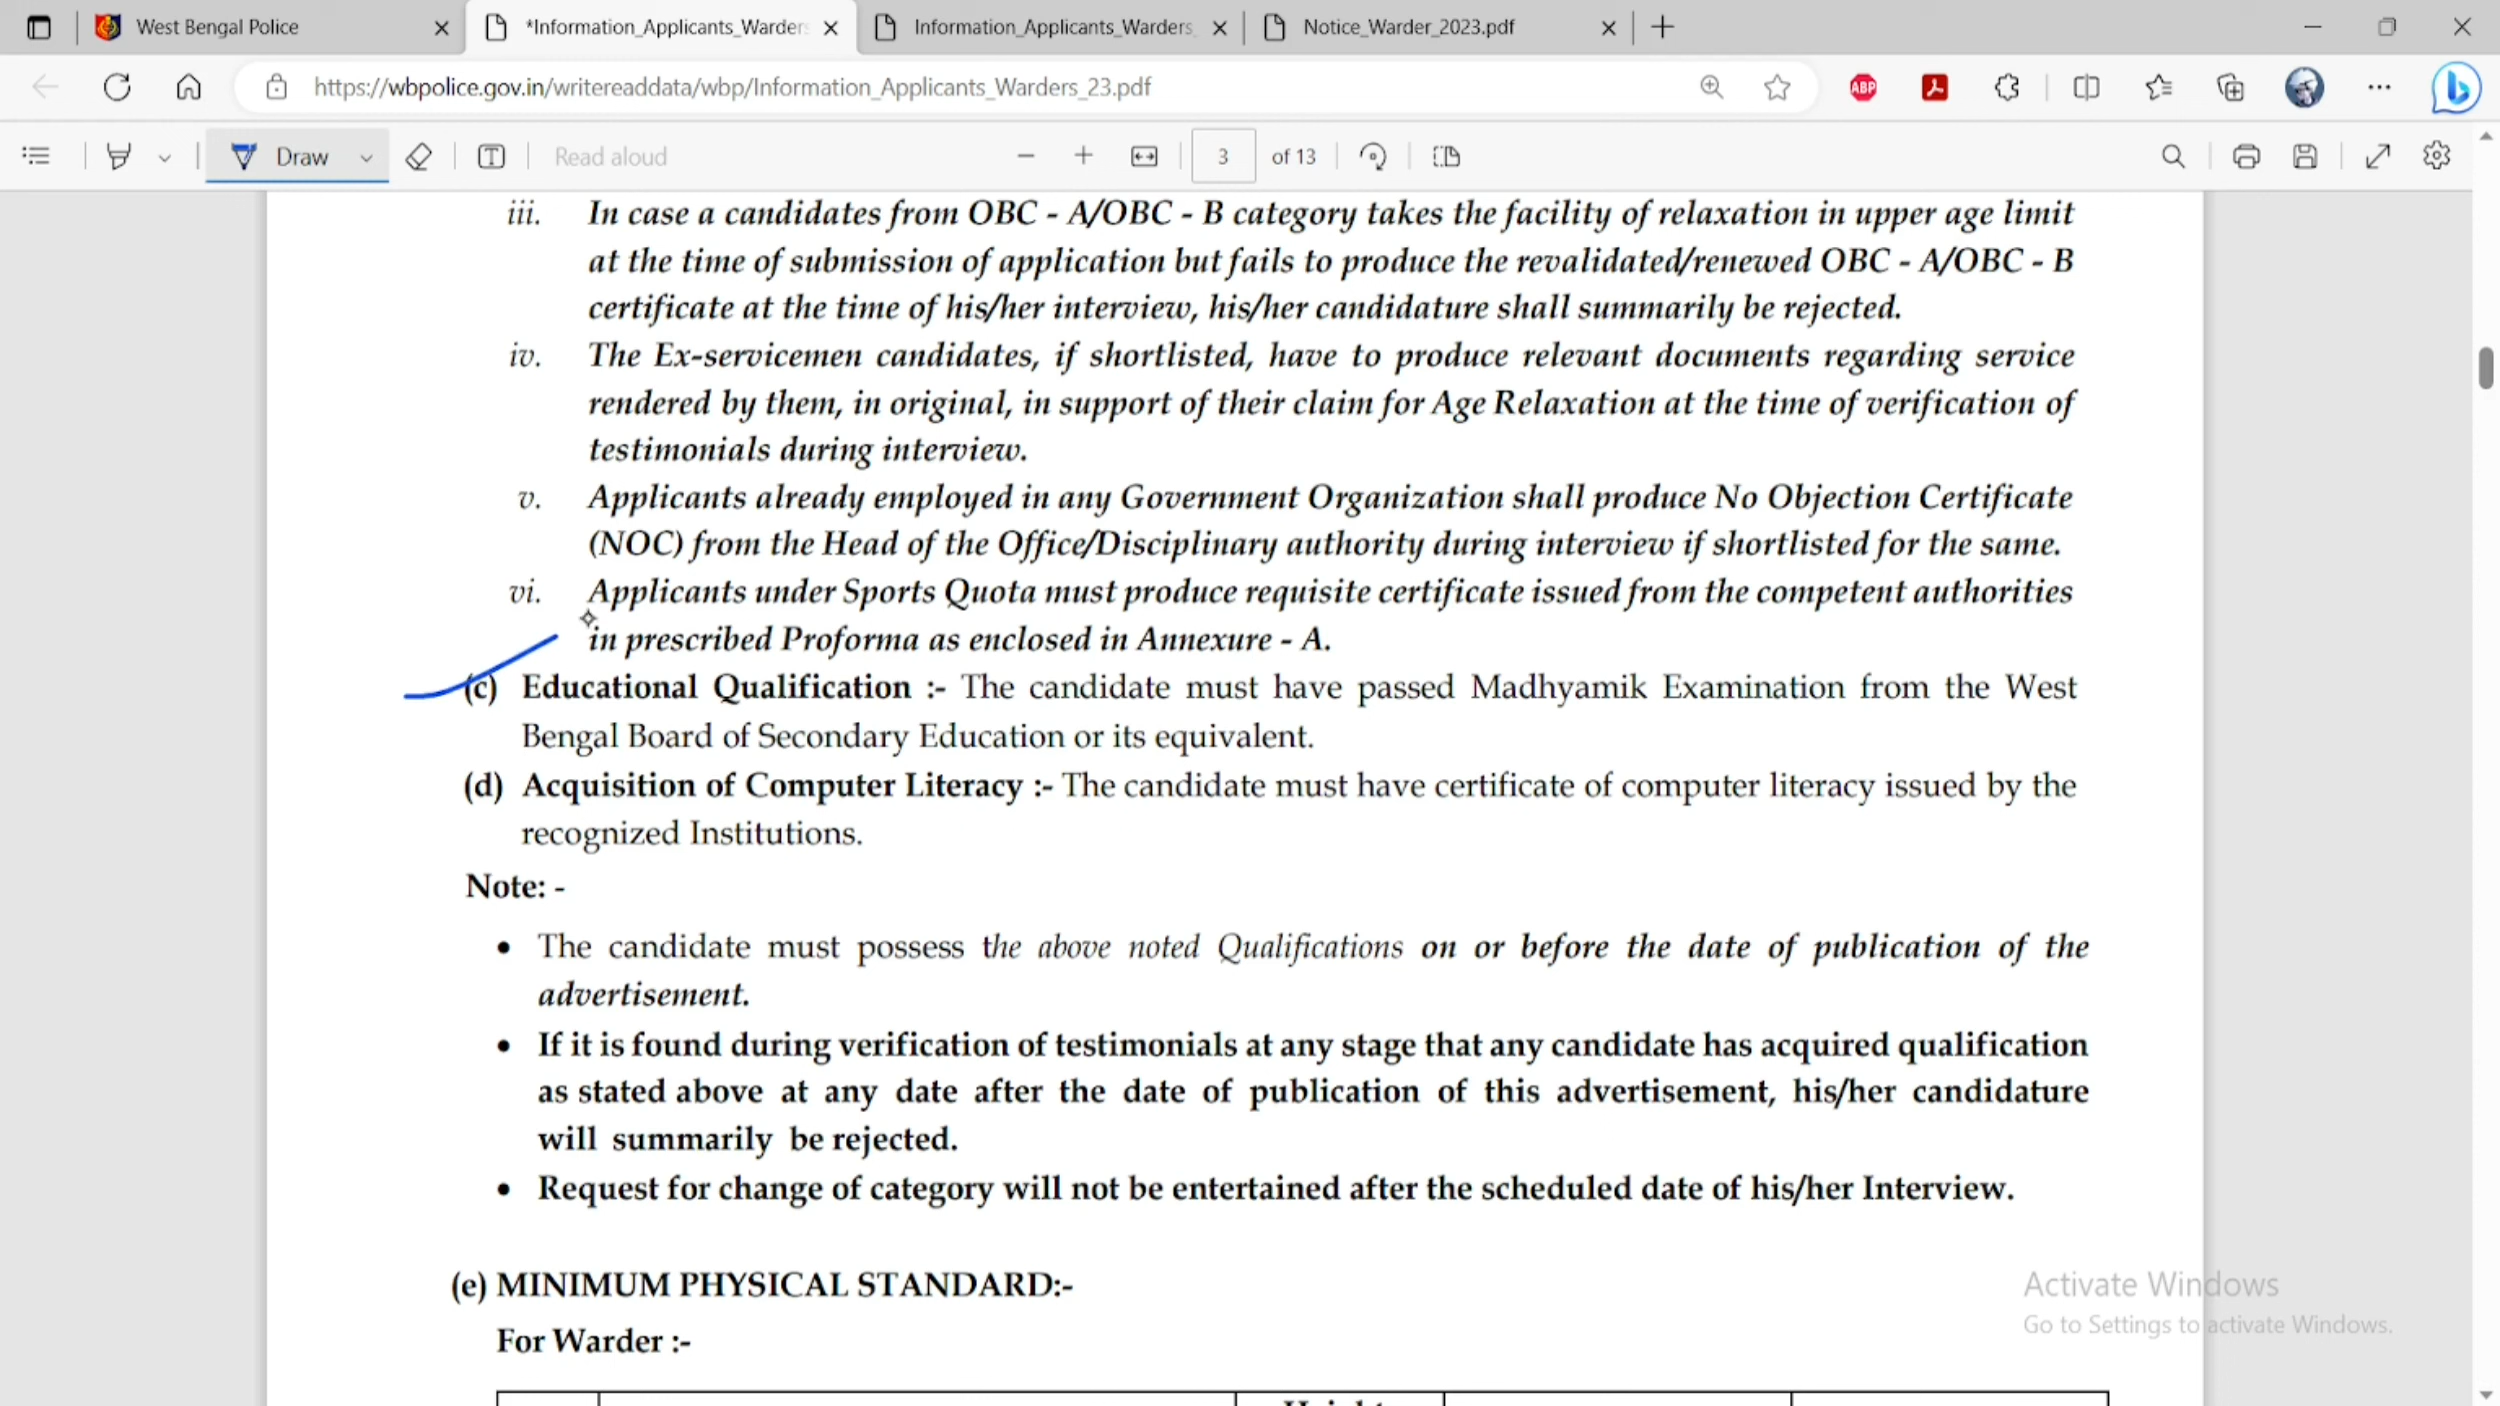 West Bengal Police
*Information_Applicants_Warders
Information_Applicants_Warders_
Notice_Warder_2023.pdf
https://wbpolice.gov.in/writereaddata/wbp/Information_Applicants_Warders_23.pdf
ABP
Draw
Read aloud
3 of 13
iii. In case a candidates from OBC - A/OBC - B category takes the facility of relaxation in upper age limit
at the time of submission of application but fails to produce the revalidated/renewed OBC - A/OBC - B
certificate at the time of his/her interview, his/her candidature shall summarily be rejected.
iv. The Ex-servicemen candidates, if shortlisted, have to produce relevant documents regarding service
rendered by them, in original, in support of their claim for Age Relaxation at the time of verification of
testimonials during interview.
v. Applicants already employed in any Government Organization shall produce No Objection Certificate
(NOC) from the Head of the Office/Disciplinary authority during interview if shortlisted for the same.
vi. Applicants under Sports Quota must produce requisite certificate issued from the competent authorities
in prescribed Proforma as enclosed in Annexure - A.
(c) Educational Qualification :- The candidate must have passed Madhyamik Examination from the West
Bengal Board of Secondary Education or its equivalent.
(d) Acquisition of Computer Literacy :- The candidate must have certificate of computer literacy issued by the
recognized Institutions.
Note: -
• The candidate must possess the above noted Qualifications on or before the date of publication of the
advertisement.
• If it is found during verification of testimonials at any stage that any candidate has acquired qualification
as stated above at any date after the date of publication of this advertisement, his/her candidature
will summarily be rejected.
• Request for change of category will not be entertained after the scheduled date of his/her Interview.
(e) MINIMUM PHYSICAL STANDARD:-
Activate Windows
Go to Settings to activate Windows.
For Warder :-